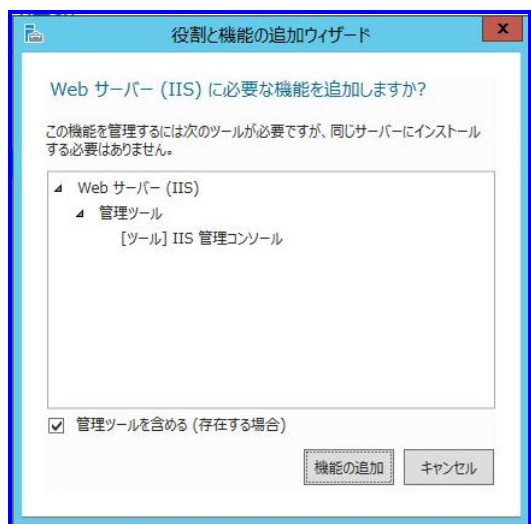 役割と機能の追加ウィザード
x
Web サーバー (IIS) に必要な機能を追加しますか?
この機能を管理するには次のツールが必要ですが、同じサーバーにインストール
する必要はありません。
Web サーバー (IIS)
管理ツール
[ツール] IIS 管理コンソール
管理ツールを含める (存在する場合)
機能の追加 キャンセル